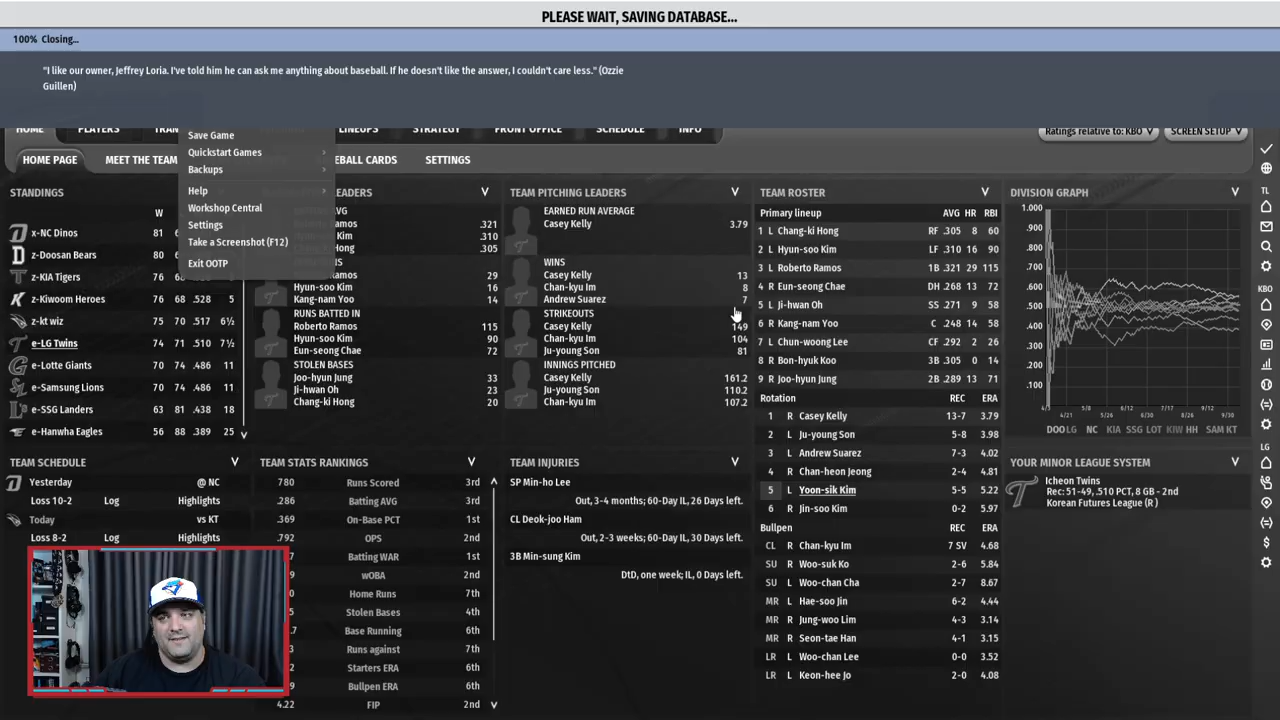 PLEASE WAIT, SAVING DATABASE...
100% Closing...
"I like our owner, Jeffrey Loria. I've told him he can ask me anything about baseball. If he doesn't like the answer, I couldn't care less." (Ozzie
Guillen)
HOME PLAYERS LINEUPS STRATEGY FRONT OFFICE SCHEDULE INFO Ratings relative to: KBO SCREEN SETUP
Save Game
Quickstart Games
Backups
Help
Workshop Central
Settings
Take a Screenshot (F12)
Exit OOTP
HOME PAGE MEET THE TEAM SETTINGS
STANDINGS
W
x-NC Dinos 81
z-Doosan Bears 80
z-KIA Tigers 76
z-Kiwoom Heroes 76 68 .528 5
z-kt wiz 75 70 .517 6½
e-LG Twins 74 71 .510 7½
e-Lotte Giants 70 74 .486 11
e-Samsung Lions 70 74 .486 11
e-SSG Landers 63 81 .438 18
e-Hanwha Eagles 56 88 .389 25
.321
.310
.305
29
Hyun-soo Kim 16
Kang-nam Yoo 14
RUNS BATTED IN
Roberto Ramos 115
Hyun-soo Kim 90
Eun-seong Chae 72
STOLEN BASES
Joo-hyun Jung 33
Ji-hwan Oh 23
Chang-ki Hong 20
TEAM PITCHING LEADERS
EARNED RUN AVERAGE
Casey Kelly 3.79
WINS
Casey Kelly 13
Chan-kyu Im 8
Andrew Suarez 7
STRIKEOUTS
Casey Kelly 149
Chan-kyu Im 104
Ju-young Son 81
INNINGS PITCHED
Casey Kelly 161.2
Ju-young Son 110.2
Chan-kyu Im 107.2
TEAM ROSTER
Primary lineup AVG HR RBI
1 L Chang-ki Hong RF .305 8 60
2 L Hyun-soo Kim LF .310 16 90
3 L Roberto Ramos 1B .321 29 115
4 R Eun-seong Chae DH .268 13 72
5 L Ji-hwan Oh SS .271 9 58
6 R Kang-nam Yoo C .248 14 58
7 L Chun-woong Lee CF .292 2 26
8 R Bon-hyuk Koo 3B .305 0 14
9 R Joo-hyun Jung 2B .289 13 71
Rotation REC ERA
1 R Casey Kelly 13-7 3.79
2 L Ju-young Son 5-8 3.98
3 L Andrew Suarez 7-3 4.02
4 R Chan-heon Jeong 2-4 4.81
5 L Yoon-sik Kim 5-5 5.22
6 R Jin-soo Kim 0-2 5.97
Bullpen REC ERA
CL R Chan-kyu Im 7 SV 4.68
SU R Woo-suk Ko 2-6 5.84
SU L Woo-chan Cha 2-7 8.67
MR L Hae-soo Jin 6-2 4.44
MR L Jung-woo Lim 4-3 3.14
MR R Seon-tae Han 4-1 3.15
LR L Woo-chan Lee 0-0 3.52
LR L Keon-hee Jo 2-0 4.08
DIVISION GRAPH
1.000
.900
.800
.700
.600
.500
.400
.300
.200
.100
4/3 4/21 5/8 5/26 6/12 6/29 7/17 8/9 8/26 9/12 9/30
DOO LG NC KIA SSG LOT KIW HH SAM KT
YOUR MINOR LEAGUE SYSTEM
Icheon Twins
Rec: 51-49, .510 PCT, 8 GB - 2nd
Korean Futures League (R )
TEAM SCHEDULE
Yesterday @ NC
Loss 10-2 Log Highlights
Today vs KT
Loss 8-2 Log Highlights
TEAM STATS RANKINGS
780 Runs Scored 3rd
.286 Batting AVG 3rd
.369 On-Base PCT 1st
.792 OPS 2nd
Batting WAR 1st
wOBA 2nd
Home Runs 7th
Stolen Bases 4th
Base Running 6th
Runs against 7th
Starters ERA 6th
Bullpen ERA 6th
4.22 FIP 2nd
TEAM INJURIES
SP Min-ho Lee
Out, 3-4 months; 60-Day IL, 26 Days left.
CL Deok-joo Ham
Out, 2-3 weeks; 60-Day IL, 30 Days left.
3B Min-sung Kim
DtD, one week; IL, 0 Days left.
TL
KBO
LG